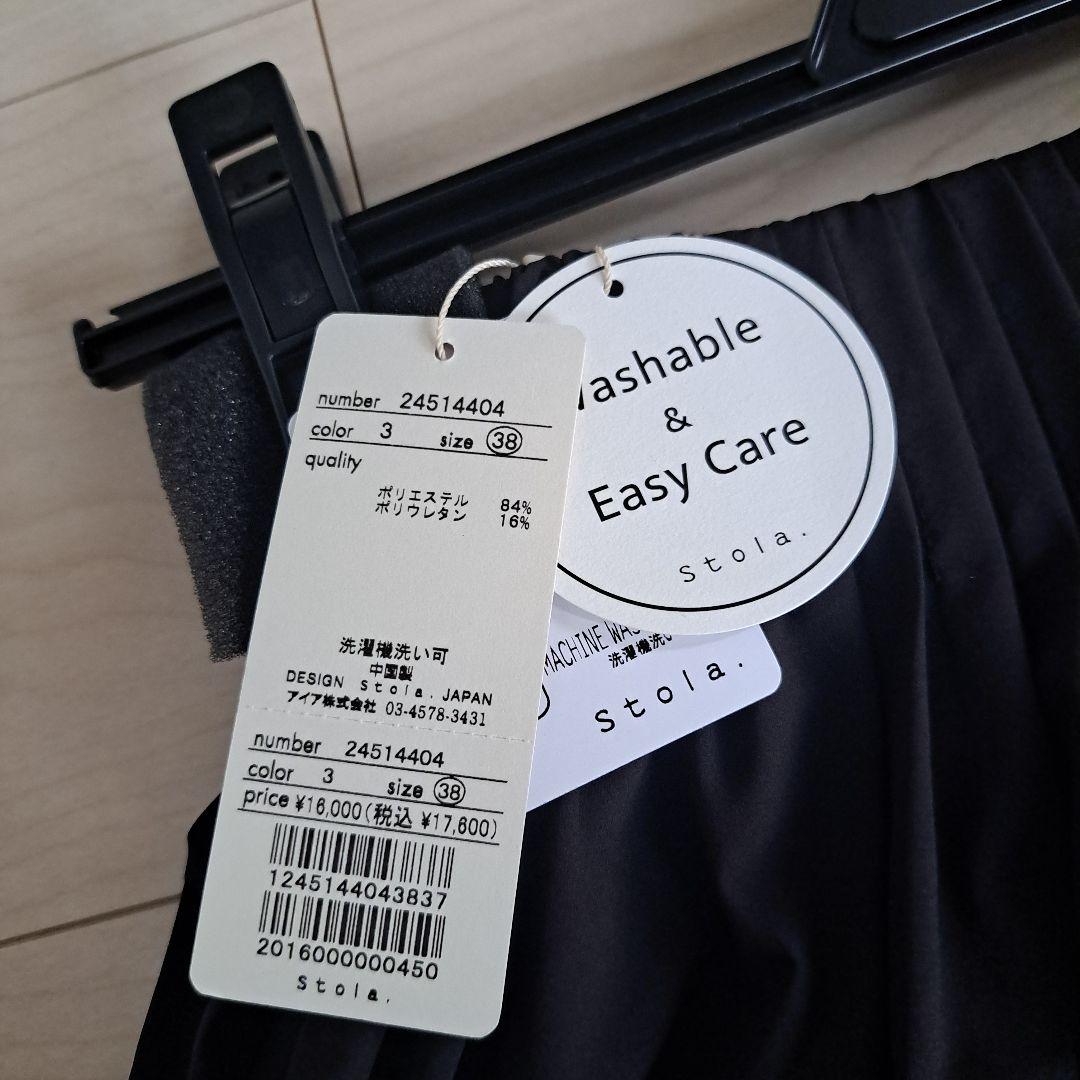 number 24514404
color 3 size 38
quality
ポリエステル 84%
ポリウレタン 16%
洗濯機洗い可
中国製
DESIGN Stola. JAPAN
アイア株式会社 03-4578-3431
number 24514404
color 3 size 38
price ¥16,000(税込 ¥17,600)
1245144043837
2016000000450
Stola.
Washable
&
Easy Care
Stola.
MACHINE
洗濯機洗い
Stola.